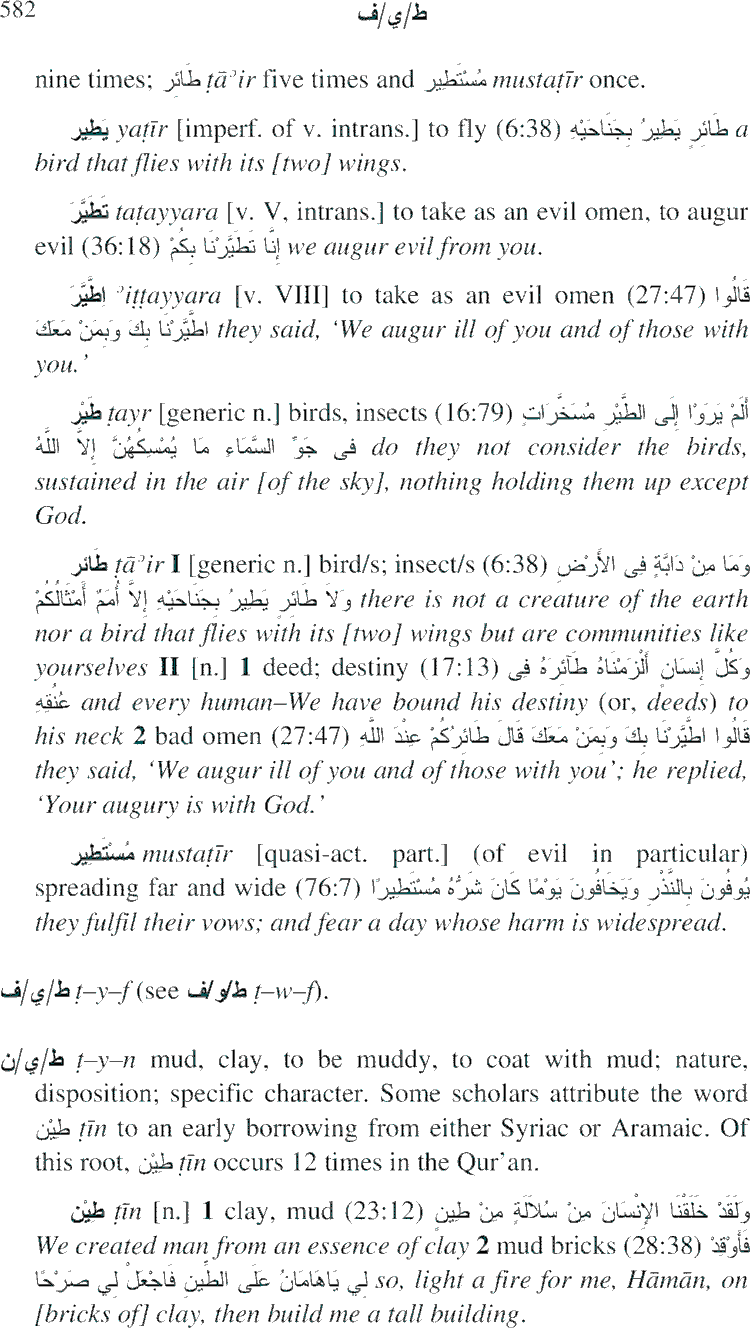 582
ط/ي/ف
nine times; طَائِر ṭāʾir five times and مُسْتَطِير mustaṭīr once.
يَطِير yaṭīr [imperf. of v. intrans.] to fly (6:38) طَائِرٍ يَطِيرُ بِجَنَاحَيْهِ a
bird that flies with its [two] wings.
تَطَيَّرَ taṭayyara [v. V, intrans.] to take as an evil omen, to augur
evil (36:18) إِنَّا تَطَيَّرْنَا بِكُمْ we augur evil from you.
اِطَّيَّرَ ʾiṭṭayyara [v. VIII] to take as an evil omen (27:47) قَالُوا
اطَّيَّرْنَا بِكَ وَبِمَنْ مَعَكَ they said, ‘We augur ill of you and of those with
you.’
طَيْر ṭayr [generic n.] birds, insects (16:79) أَلَمْ يَرَوْا إِلَى الطَّيْرِ مُسَخَّرَاتٍ
فى جَوِّ السَّمَاءِ مَا يُمْسِكُهُنَّ إِلاَّ اللَّهُ do they not consider the birds,
sustained in the air [of the sky], nothing holding them up except
God.
طَائر ṭāʾir I [generic n.] bird/s; insect/s (6:38) وَمَا مِنْ دَابَّةٍ فِى الأَرْضِ
وَلاَ طَائِرٍ يَطِيرُ بِجَنَاحَيْهِ إِلاَّ أُمَمٌ أَمْثَالُكُمْ there is not a creature of the earth
nor a bird that flies with its [two] wings but are communities like
yourselves II [n.] 1 deed; destiny (17:13) وَكُلَّ إِنسَانٍ أَلْزَمْنَاهُ طَآئِرَهُ فِى
عُنُقِهِ and every human–We have bound his destiny (or, deeds) to
his neck 2 bad omen (27:47) قَالُوا اطَّيَّرْنَا بِكَ وَبِمَنْ مَعَكَ قَالَ طَائِرُكُمْ عِنْدَ اللَّهِ
they said, ‘We augur ill of you and of those with you’; he replied,
‘Your augury is with God.’
مُسْتَطِير mustaṭīr [quasi-act. part.] (of evil in particular)
spreading far and wide (76:7) يُوفُونَ بِالنَّذْرِ وَيَخَافُونَ يَوْمًا كَانَ شَرُّهُ مُسْتَطِيرًا
they fulfil their vows; and fear a day whose harm is widespread.
ط/ي/ف ṭ–y–f (see ط/و/ف ṭ–w–f).
ط/ي/ن ṭ–y–n mud, clay, to be muddy, to coat with mud; nature,
disposition; specific character. Some scholars attribute the word
طِيْن ṭīn to an early borrowing from either Syriac or Aramaic. Of
this root, طِيْن ṭīn occurs 12 times in the Qur’an.
طِيْن ṭīn [n.] 1 clay, mud (23:12) وَلَقَدْ خَلَقْنَا الإِنْسَانَ مِنْ سُلاَلَةٍ مِنْ طِينٍ
We created man from an essence of clay 2 mud bricks (28:38) فَأَوْقِدْ
لِي يَاهَامَانُ عَلَى الطِّينِ فَاجْعَلْ لِي صَرْحًا so, light a fire for me, Hāmān, on
[bricks of] clay, then build me a tall building.